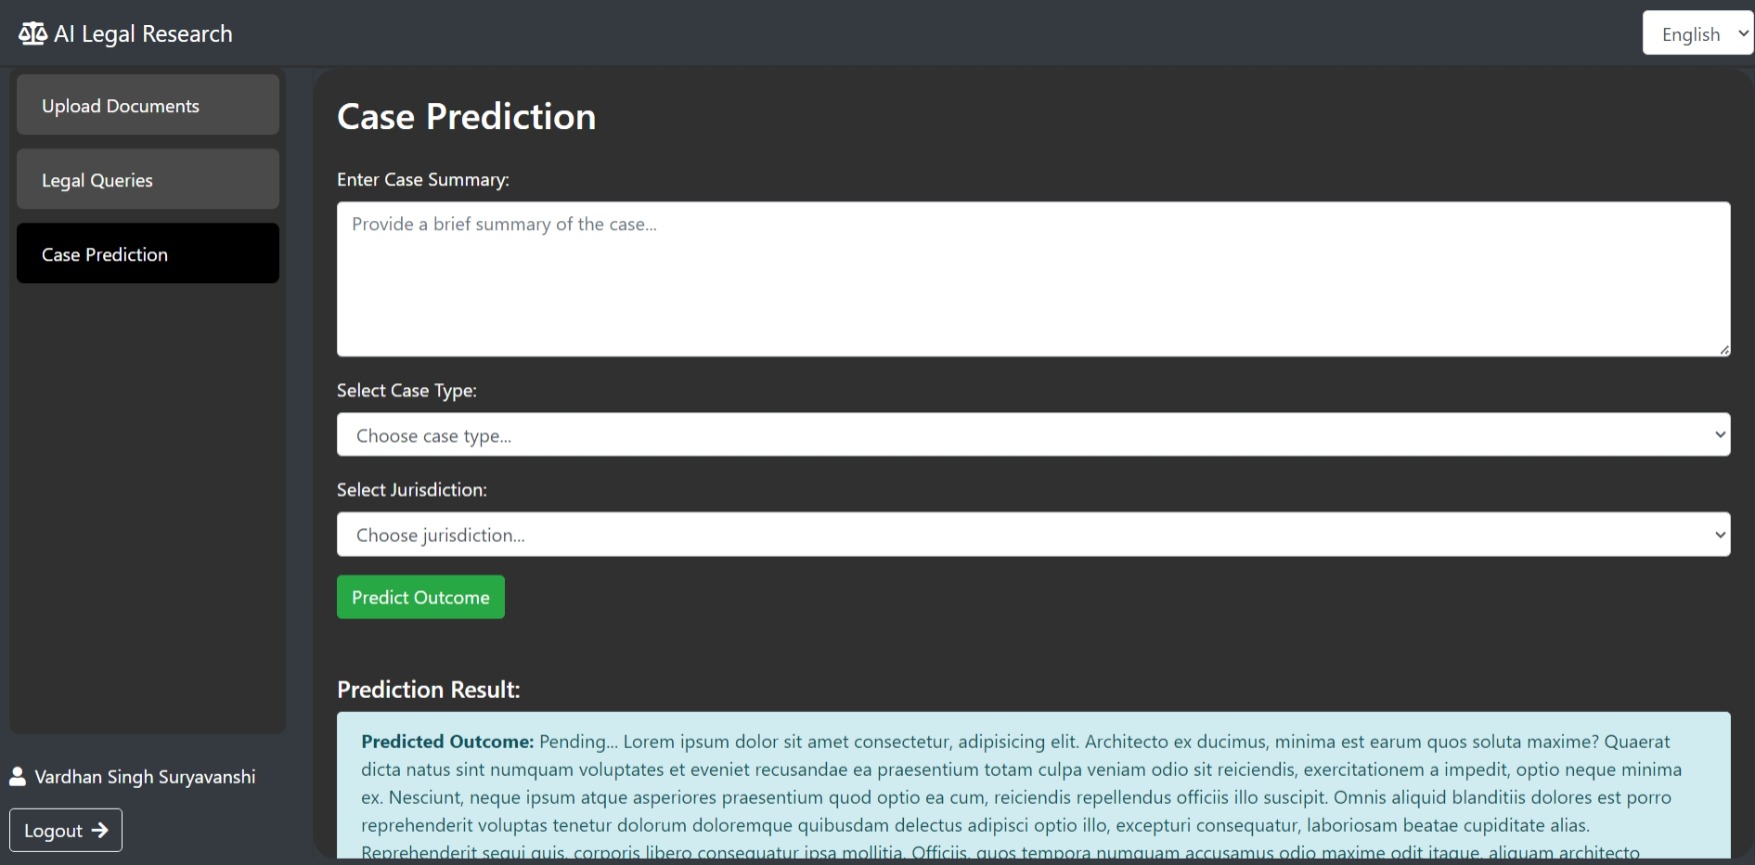 AI Legal Research
English
Upload Documents
Legal Queries
Case Prediction
Vardhan Singh Suryavanshi
Logout
Case Prediction
Enter Case Summary:
Provide a brief summary of the case...
Select Case Type:
Choose case type...
Select Jurisdiction:
Choose jurisdiction...
Predict Outcome
Prediction Result:
Predicted Outcome: Pending... Lorem ipsum dolor sit amet consectetur, adipisicing elit. Architecto ex ducimus, minima est earum quos soluta maxime? Quaerat
dicta natus sint numquam voluptates et eveniet recusandae ea praesentium totam culpa veniam odio sit reiciendis, exercitationem a impedit, optio neque minima
ex. Nesciunt, neque ipsum atque asperiores praesentium quod optio ea cum, reiciendis repellendus officiis illo suscipit. Omnis aliquid blanditiis dolores est porro
reprehenderit voluptas tenetur dolorum doloremque quibusdam delectus adipisci optio illo, excepturi consequatur, laboriosam beatae cupiditate alias.
Reprehenderit sequi quis, corporis libero consequatur ipsa mollitia. Officiis, quos tempora numquam accusamus odio maxime odit itaque, aliquam architecto